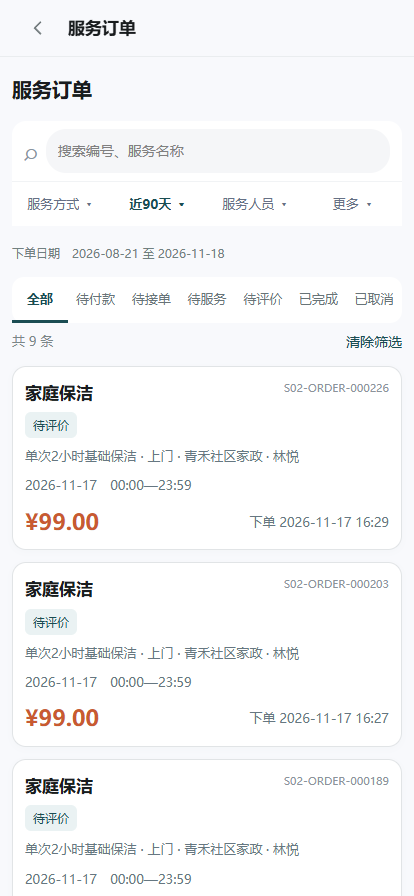 服务订单
服务订单
搜索编号、服务名称
服务方式 近90天 服务人员 更多
下单日期 2026-08-21 至 2026-11-18
全部 待付款 待接单 待服务 待评价 已完成 已取消
共 9 条 清除筛选
家庭保洁 S02-ORDER-000226
待评价
单次2小时基础保洁 · 上门 · 青禾社区家政 · 林悦
2026-11-17 00:00—23:59
¥99.00 下单 2026-11-17 16:29
家庭保洁 S02-ORDER-000203
待评价
单次2小时基础保洁 · 上门 · 青禾社区家政 · 林悦
2026-11-17 00:00—23:59
¥99.00 下单 2026-11-17 16:27
家庭保洁 S02-ORDER-000189
待评价
单次2小时基础保洁 · 上门 · 青禾社区家政 · 林悦
2026-11-17 00:00—23:59